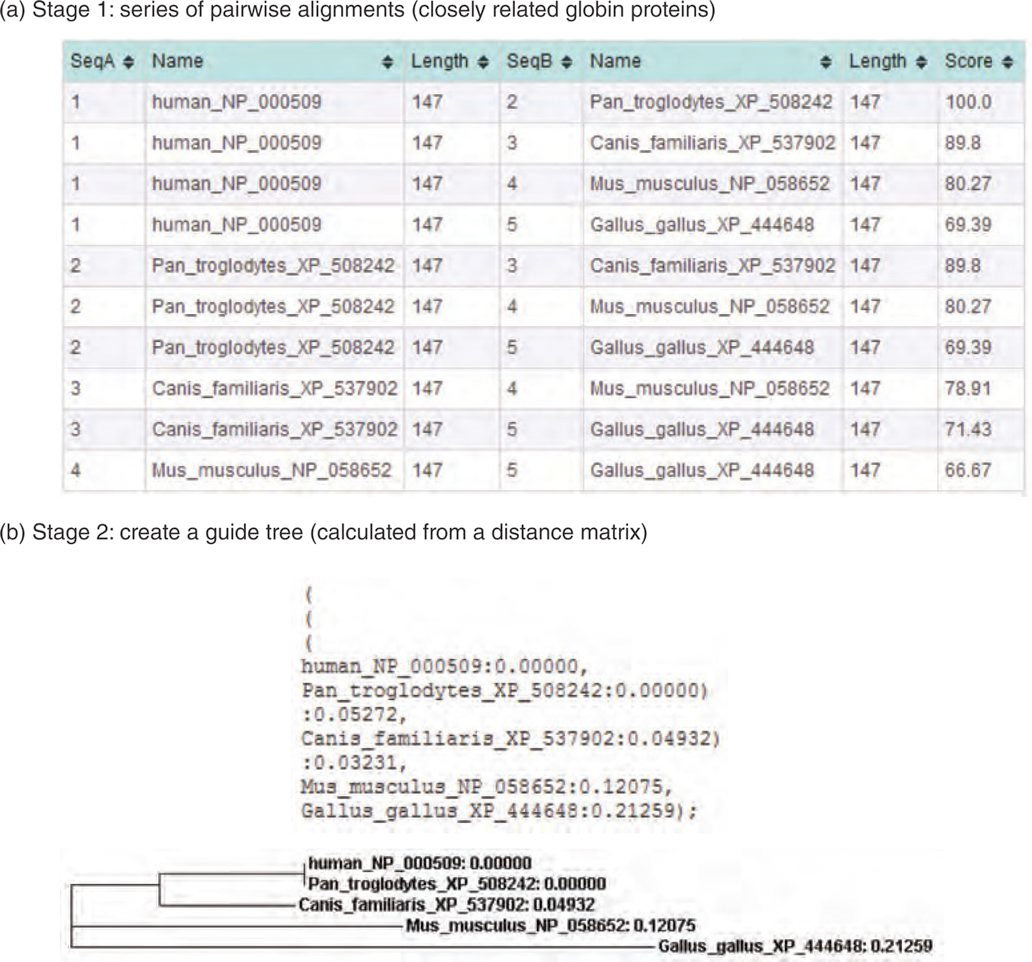 (a) Stage 1: series of pairwise alignments (closely related globin proteins)
SeqA Name Length SeqB Name Length Score
1 human_NP_000509 147 2 Pan_troglodytes_XP_508242 147 100.0
1 human_NP_000509 147 3 Canis_familiaris_XP_537902 147 89.8
1 human_NP_000509 147 4 Mus_musculus_NP_058652 147 80.27
1 human_NP_000509 147 5 Gallus_gallus_XP_444648 147 69.39
2 Pan_troglodytes_XP_508242 147 3 Canis_familiaris_XP_537902 147 89.8
2 Pan_troglodytes_XP_508242 147 4 Mus_musculus_NP_058652 147 80.27
2 Pan_troglodytes_XP_508242 147 5 Gallus_gallus_XP_444648 147 69.39
3 Canis_familiaris_XP_537902 147 4 Mus_musculus_NP_058652 147 78.91
3 Canis_familiaris_XP_537902 147 5 Gallus_gallus_XP_444648 147 71.43
4 Mus_musculus_NP_058652 147 5 Gallus_gallus_XP_444648 147 66.67
(b) Stage 2: create a guide tree (calculated from a distance matrix)
(
(
(
human_NP_000509:0.00000,
Pan_troglodytes_XP_508242:0.00000)
:0.05272,
Canis_familiaris_XP_537902:0.04932)
:0.03231,
Mus_musculus_NP_058652:0.12075,
Gallus_gallus_XP_444648:0.21259);
human_NP_000509: 0.00000
Pan_troglodytes_XP_508242: 0.00000
Canis_familiaris_XP_537902: 0.04932
Mus_musculus_NP_058652: 0.12075
Gallus_gallus_XP_444648: 0.21259